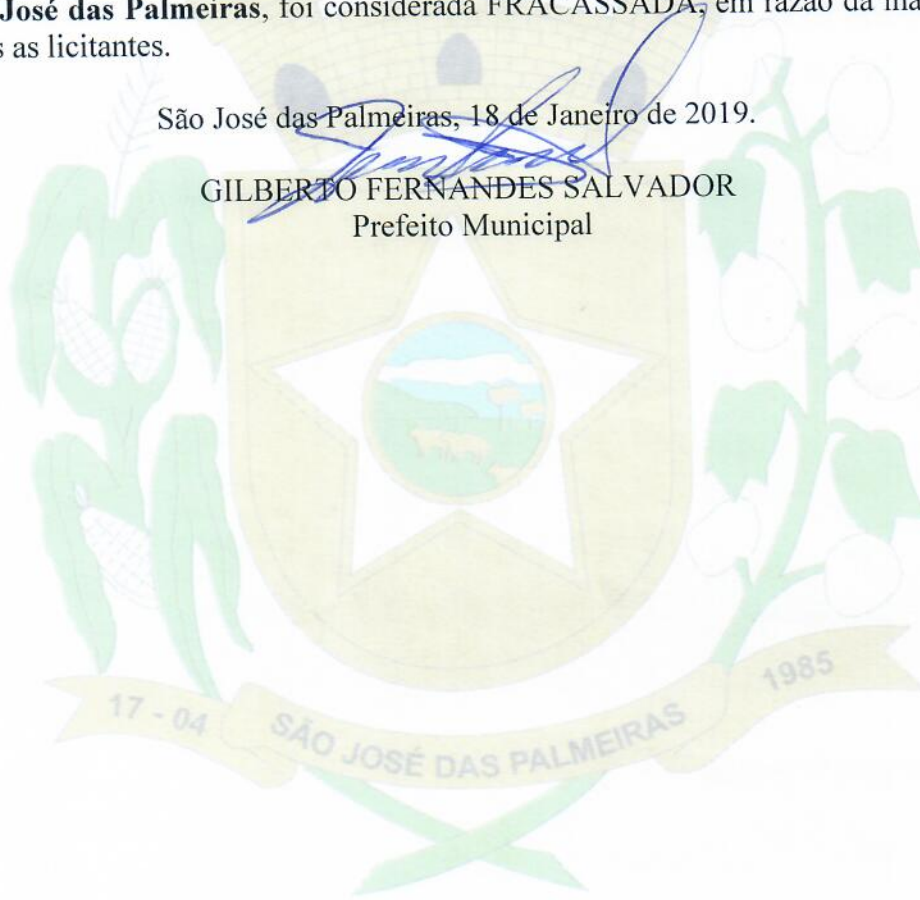 José das Palmeiras, foi considerada FRACASSADA, em razão da
s as licitantes.
São José das Palmeiras, 18 de Janeiro de 2019.
GILBERTO FERNANDES SALVADOR
Prefeito Municipal
17 - 04 SÃO JOSÉ DAS PALMEIRAS 1985